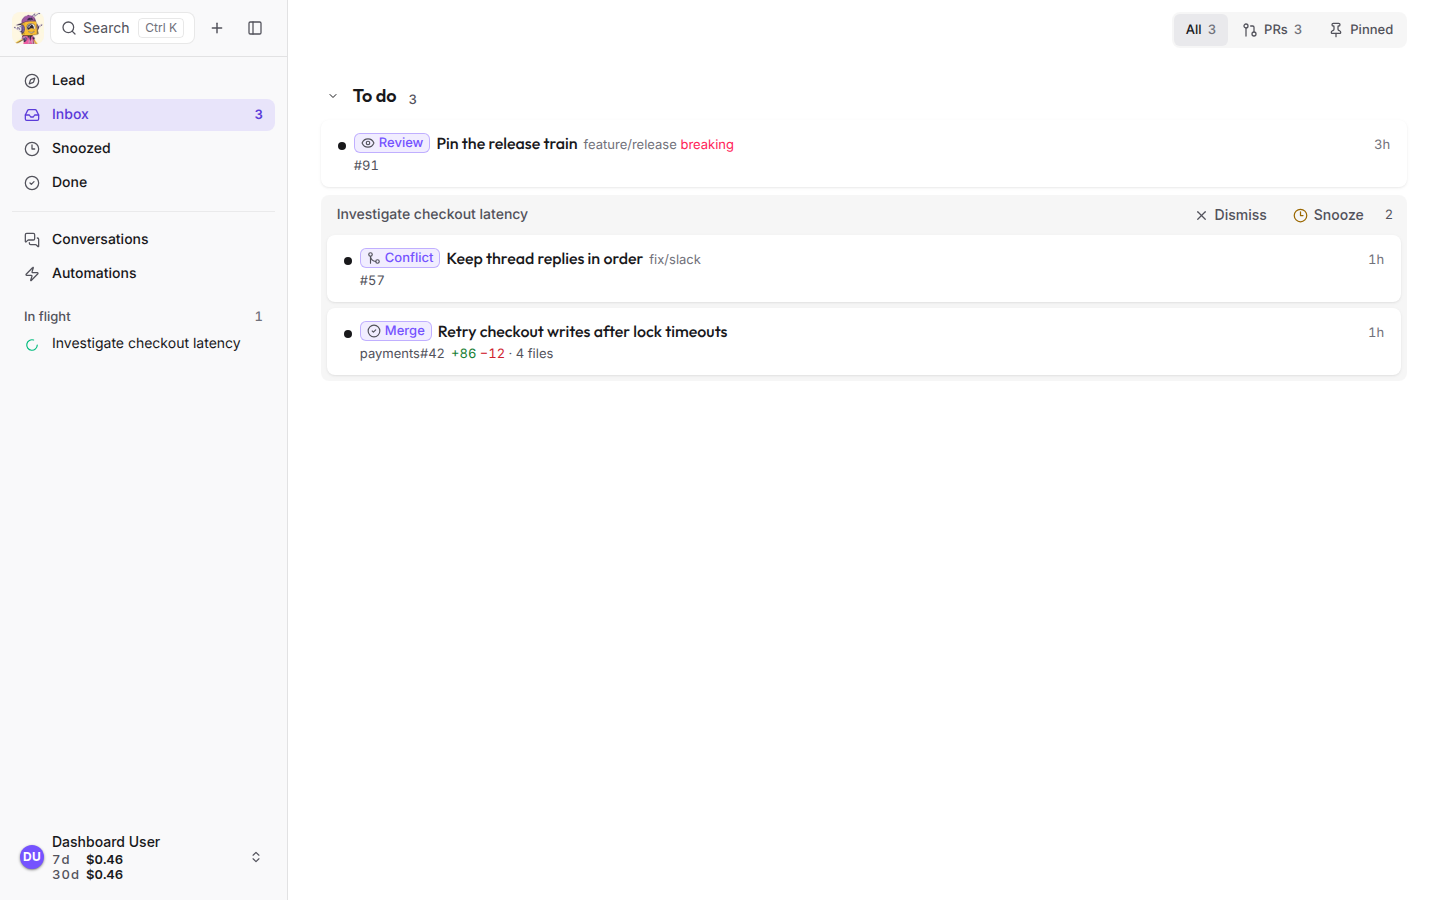 Search Ctrl K
Lead
Inbox 3
Snoozed
Done
Conversations
Automations
In flight 1
Investigate checkout latency
DU Dashboard User
7d $0.46
30d $0.46
All 3 PRs 3 Pinned
To do 3
Review Pin the release train feature/release breaking 3h
#91
Investigate checkout latency Dismiss Snooze 2
Conflict Keep thread replies in order fix/slack 1h
#57
Merge Retry checkout writes after lock timeouts 1h
payments#42 +86 −12 · 4 files